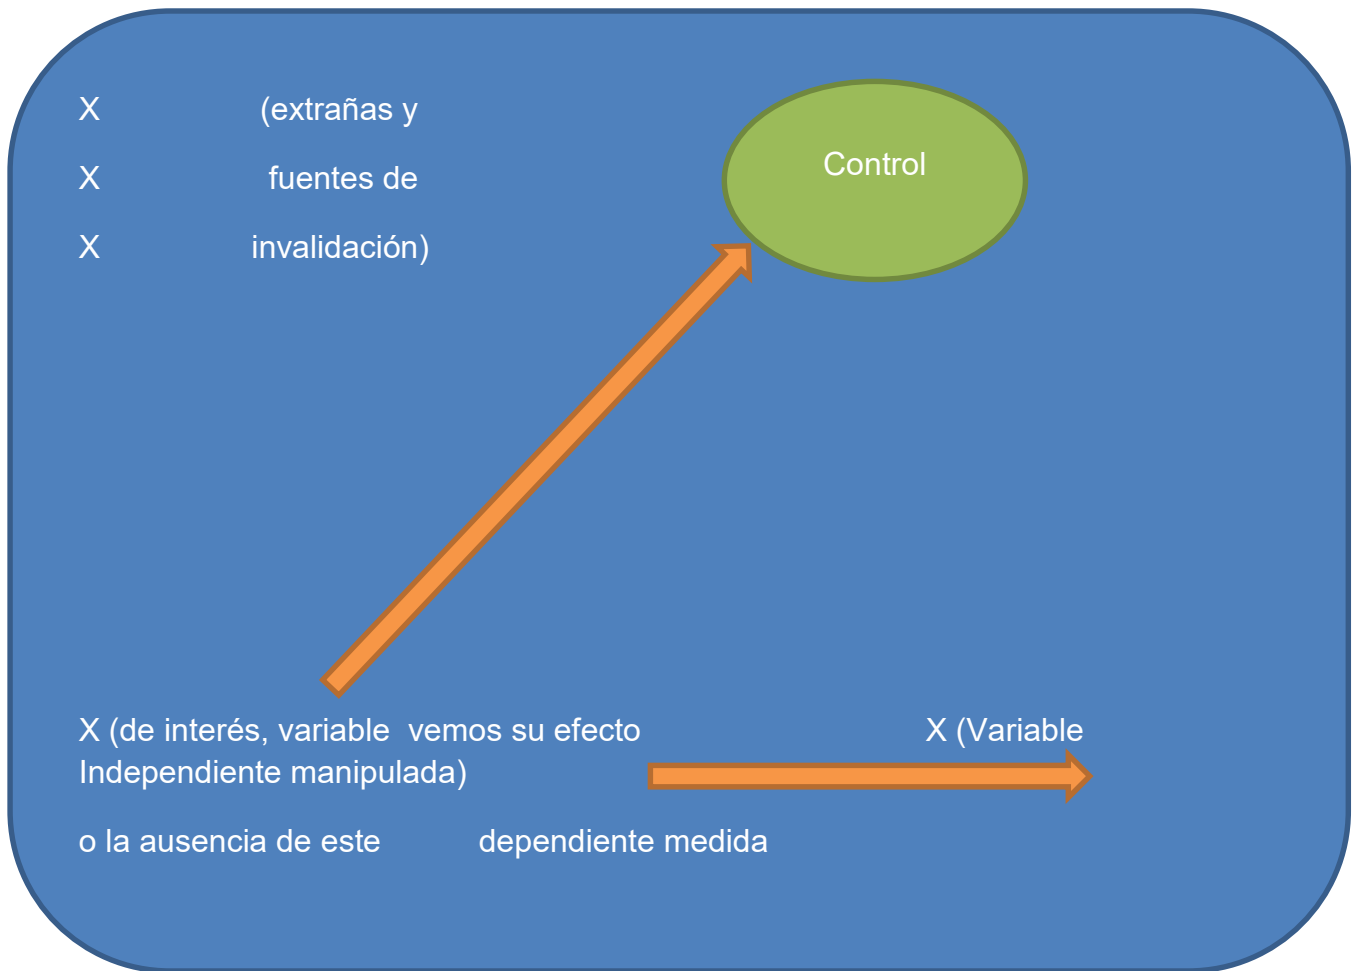 X (extrañas y
X fuentes de
X invalidación)
Control
X (de interés, variable vemos su efecto X (Variable
Independiente manipulada)
o la ausencia de este dependiente medida